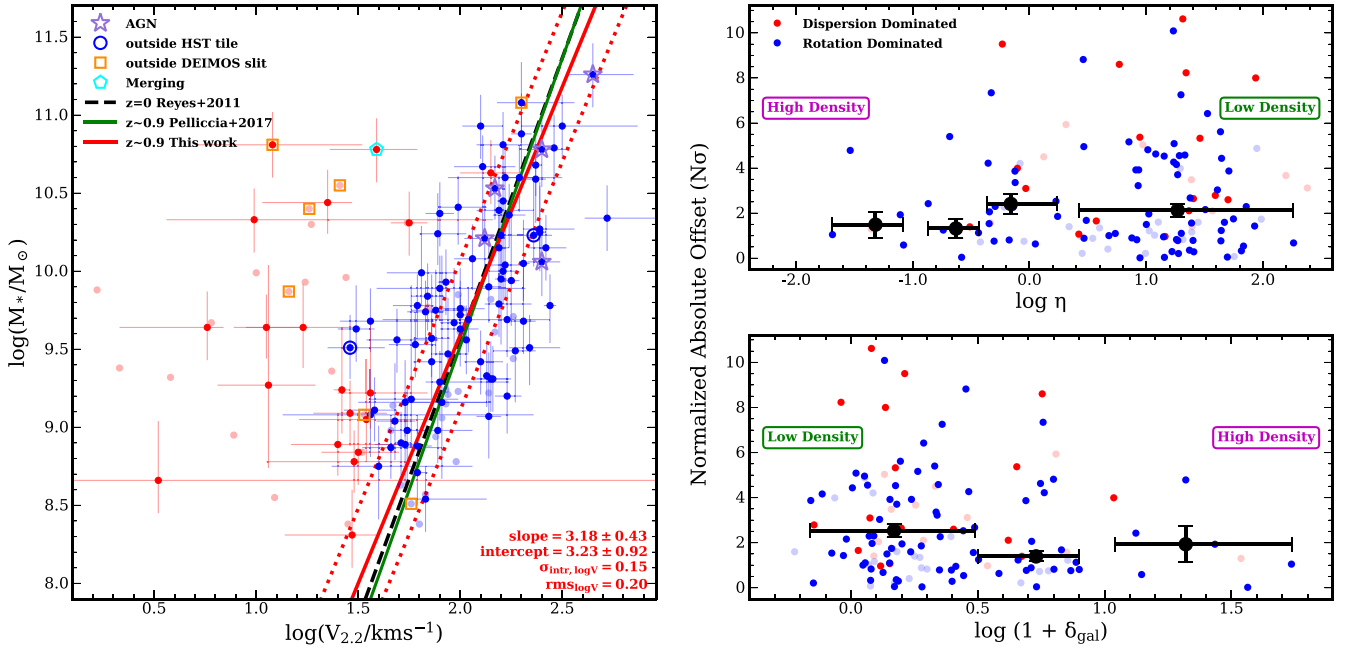 AGN
outside HST tile
outside DEIMOS slit
Merging
z=0 Reyes+2011
z~0.9 Pelliccia+2017
z~0.9 This work
11.5
11.0
10.5
10.0
9.5
9.0
8.5
8.0
log(M*/M⊙)
slope = 3.18 ± 0.43
intercept = 3.23 ± 0.92
σintr, logV = 0.15
rmslogV = 0.20
0.5 1.0 1.5 2.0 2.5
log(V2.2/kms−1)
Normalized Absolute Offset (Nσ)
Dispersion Dominated
Rotation Dominated
High Density
Low Density
10
8
6
4
2
0
-2.0 -1.0 0.0 1.0 2.0
log η
10
8
6
4
2
0
Low Density
High Density
0.0 0.5 1.0 1.5
log (1 + δgal)